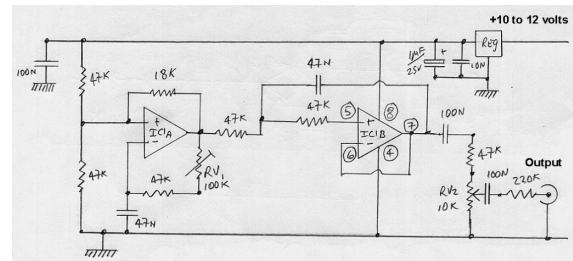 +10 to 12 volts
REG
100N
47K
18K
+
-
IC1A
47K
47K
RV1
100K
47K
47N
47N
47K
47K
5
+
-
IC1B
8
7
6
4
1µF
25V
+
10N
100N
47K
RV2
10K
100N
220K
Output